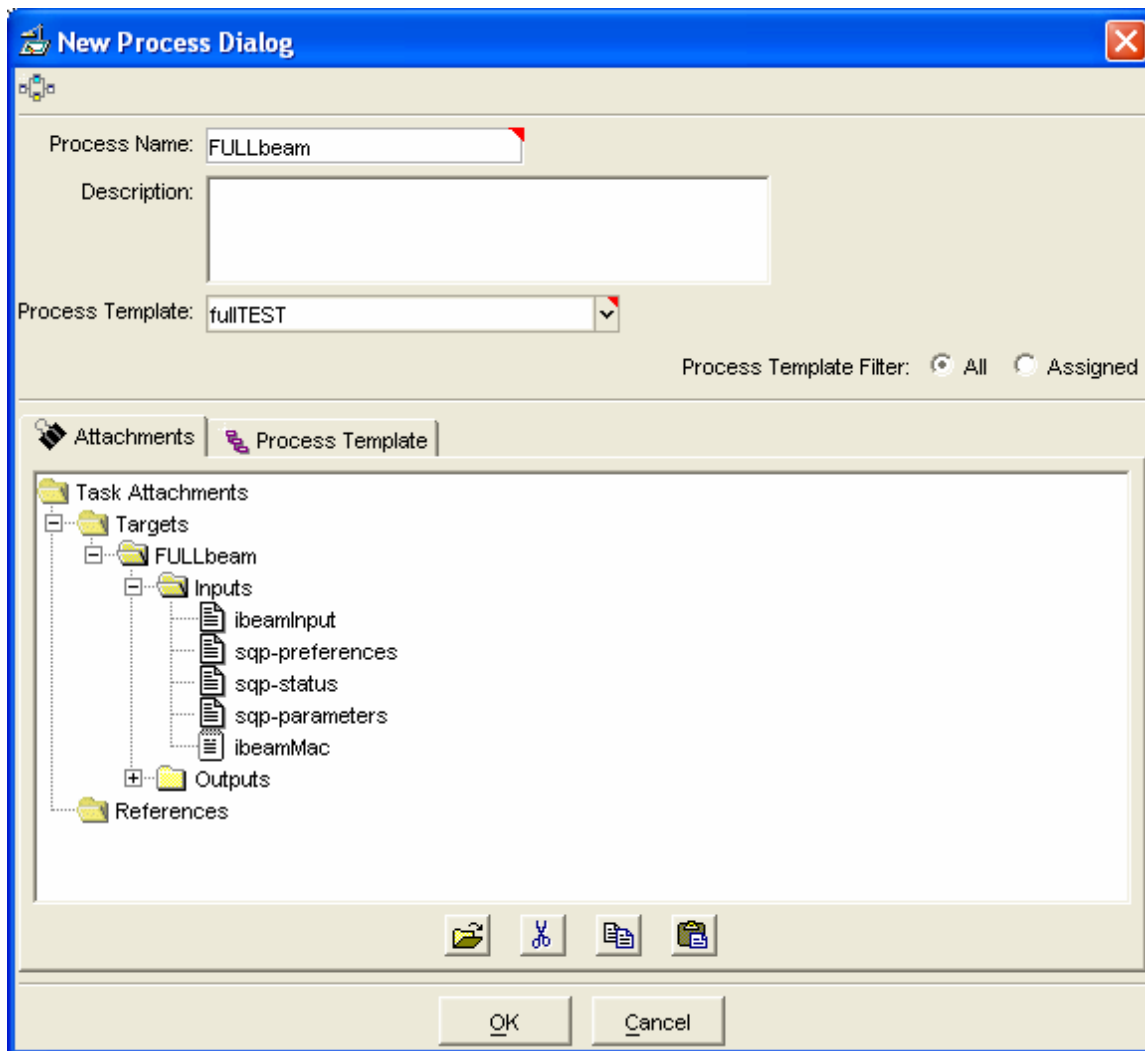 New Process Dialog
Process Name: FULLbeam
Description:
Process Template: fullTEST
Process Template Filter: All Assigned
Attachments Process Template
Task Attachments
Targets
FULLbeam
Inputs
ibeamInput
sqp-preferences
sqp-status
sqp-parameters
ibeamMac
Outputs
References
OK Cancel